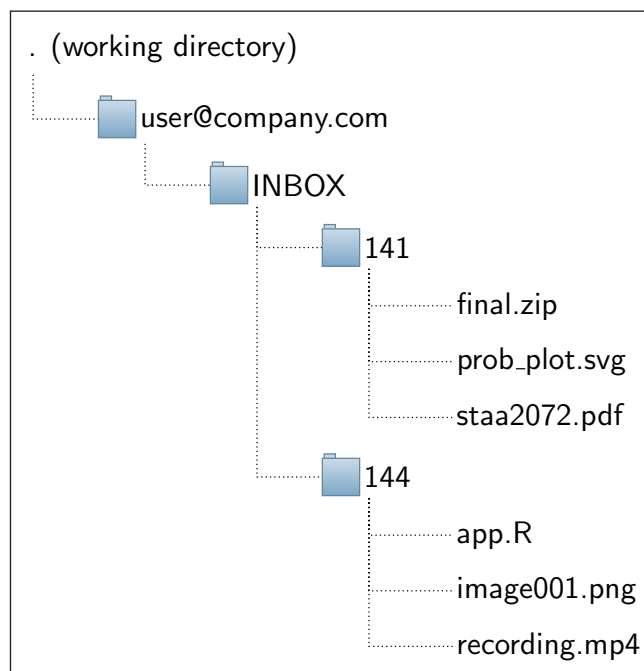 . (working directory)
user@company.com
INBOX
141
final.zip
prob_plot.svg
staa2072.pdf
144
app.R
image001.png
recording.mp4